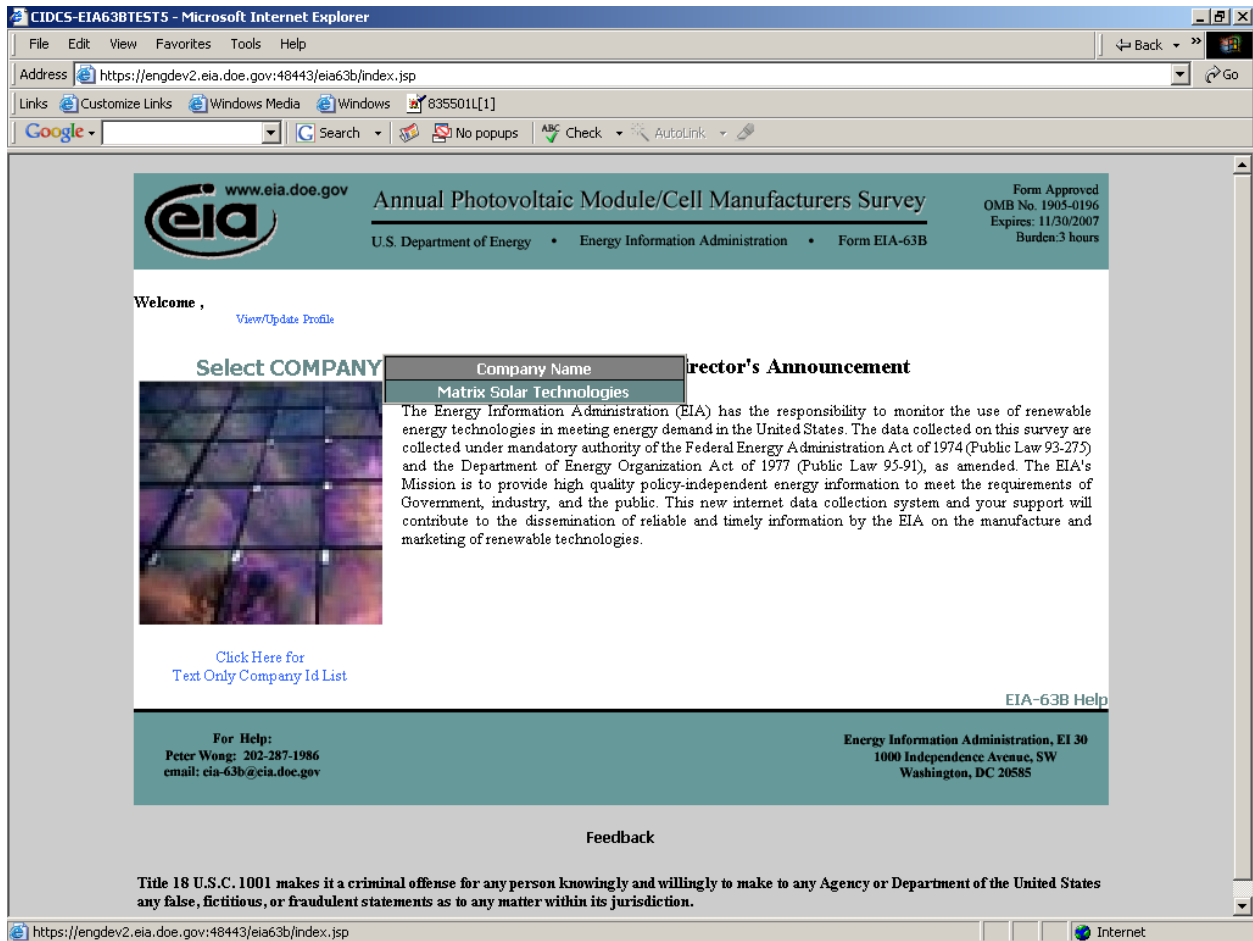 CIDCS-EIA63BTEST5 - Microsoft Internet Explorer
File Edit View Favorites Tools Help
Back
Address https://engdev2.eia.doe.gov:48443/eia63b/index.jsp
Go
Links Customize Links Windows Media Windows 835501L[1]
Google Search No popups ABC Check AutoLink
www.eia.doe.gov
eia
Annual Photovoltaic Module/Cell Manufacturers Survey
U.S. Department of Energy • Energy Information Administration • Form EIA-63B
Form Approved
OMB No. 1905-0196
Expires: 11/30/2007
Burden:3 hours
Welcome ,
View/Update Profile
Select COMPANY
Company Name
Matrix Solar Technologies
irector's Announcement
The Energy Information Administration (EIA) has the responsibility to monitor the use of renewable
energy technologies in meeting energy demand in the United States. The data collected on this survey are
collected under mandatory authority of the Federal Energy Administration Act of 1974 (Public Law 93-275)
and the Department of Energy Organization Act of 1977 (Public Law 95-91), as amended. The EIA's
Mission is to provide high quality policy-independent energy information to meet the requirements of
Government, industry, and the public. This new internet data collection system and your support will
contribute to the dissemination of reliable and timely information by the EIA on the manufacture and
marketing of renewable technologies.
Click Here for
Text Only Company Id List
EIA-63B Help
For Help:
Peter Wong: 202-287-1986
email: eia-63b@eia.doe.gov
Energy Information Administration, EI 30
1000 Independence Avenue, SW
Washington, DC 20585
Feedback
Title 18 U.S.C. 1001 makes it a criminal offense for any person knowingly and willingly to make to any Agency or Department of the United States
any false, fictitious, or fraudulent statements as to any matter within its jurisdiction.
https://engdev2.eia.doe.gov:48443/eia63b/index.jsp
Internet